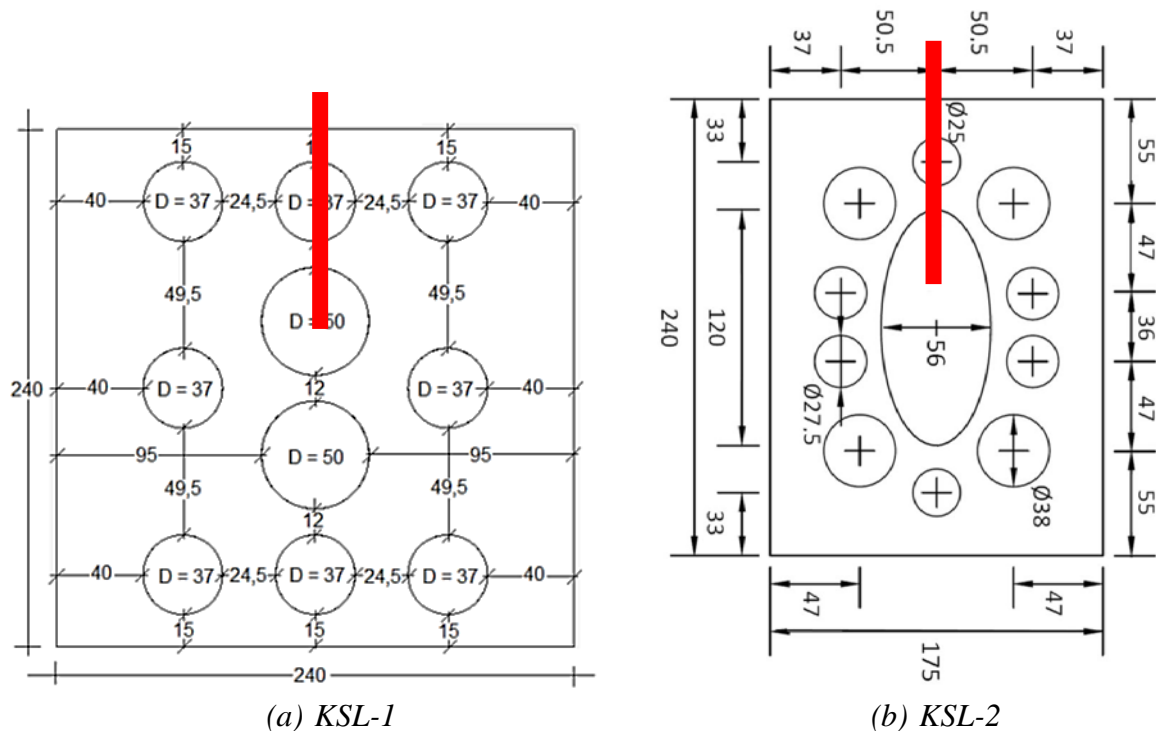 37 50.5 50.5 37
15 15
Ø25
33
55
40 D = 37 24,5 24,5 D = 37 40
47
49,5 49,5
D = 50
36
240 40 D = 37 12 D = 37 40
240 120 56
Ø27.5
47
95 D = 50 95
49,5 49,5
12
Ø38
33
55
40 D = 37 24,5 D = 37 24,5 D = 37 40
15 15 15
47 47
240
175
(a) KSL-1
(b) KSL-2